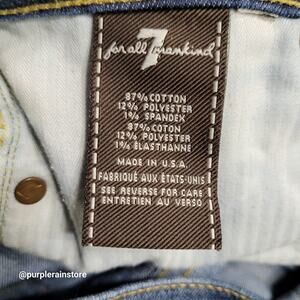 7
for all mankind
87% COTTON
12% POLYESTER
1% SPANDEX
87% COTON
12% POLYESTER
1% ÉLASTHANNE
MADE IN U.S.A.
FABRIQUÉ AUX ÉTATS-UNIS
SEE REVERSE FOR CARE
ENTRETIEN AU VERSO
@purplerainstore